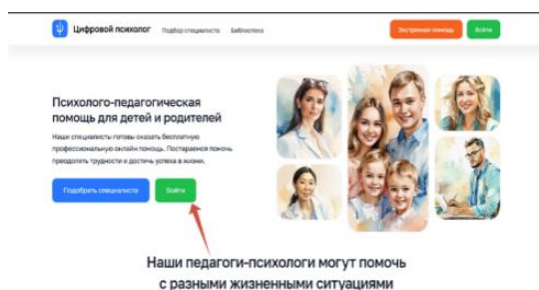 Цифровой психолог Подбор специалиста Библиотека Экстренная помощь Войти
Психолого-педагогическая
помощь для детей и родителей
Наши специалисты готовы оказать бесплатную
профессиональную онлайн помощь. Постараемся помочь
преодолеть трудности и достичь успеха в жизни.
Подобрать специалиста Войти
Наши педагоги-психологи могут помочь
с разными жизненными ситуациями